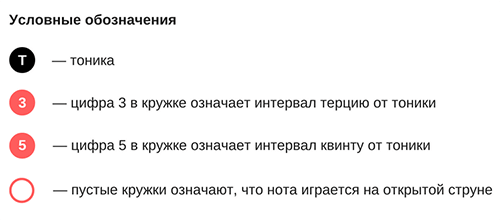 Условные обозначения
Т — тоника
3 — цифра 3 в кружке означает интервал терцию от тоники
5 — цифра 5 в кружке означает интервал квинту от тоники
— пустые кружки означают, что нота играется на открытой струне